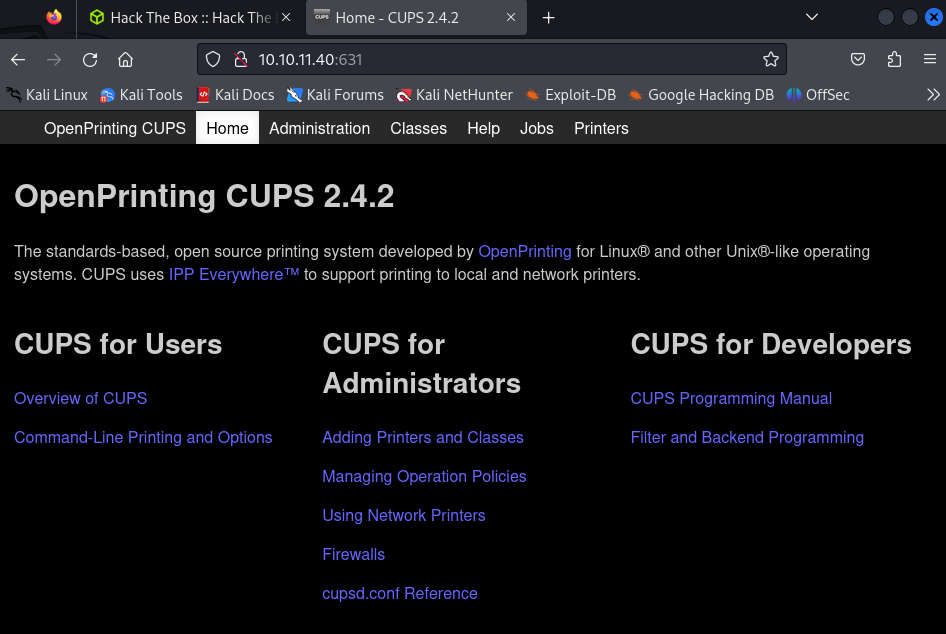 Hack The Box :: Hack The
CUPS
Home - CUPS 2.4.2
10.10.11.40:631
Kali Linux
Kali Tools
Kali Docs
Kali Forums
Kali NetHunter
Exploit-DB
Google Hacking DB
OffSec
OpenPrinting CUPS
Home
Administration
Classes
Help
Jobs
Printers
OpenPrinting CUPS 2.4.2
The standards-based, open source printing system developed by OpenPrinting for Linux® and other Unix®-like operating
systems. CUPS uses IPP Everywhere™ to support printing to local and network printers.
CUPS for Users
Overview of CUPS
Command-Line Printing and Options
CUPS for
Administrators
Adding Printers and Classes
Managing Operation Policies
Using Network Printers
Firewalls
cupsd.conf Reference
CUPS for Developers
CUPS Programming Manual
Filter and Backend Programming